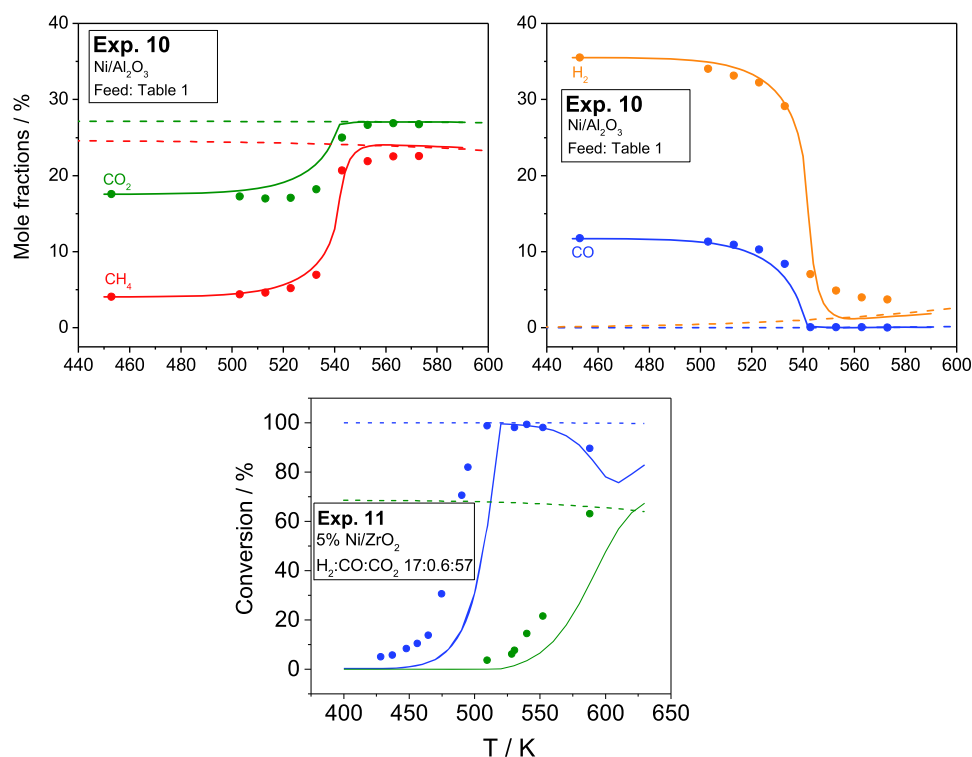 Mole fractions / %
40
30
20
10
0
Exp. 10
Ni/Al₂O₃
Feed: Table 1
CO₂
CH₄
440 460 480 500 520 540 560 580 600
40
30
20
10
0
H₂
Exp. 10
Ni/Al₂O₃
Feed: Table 1
CO
440 460 480 500 520 540 560 580 600
Conversion / %
100
80
60
40
20
0
Exp. 11
5% Ni/ZrO₂
H₂:CO:CO₂ 17:0.6:57
400 450 500 550 600 650
T / K